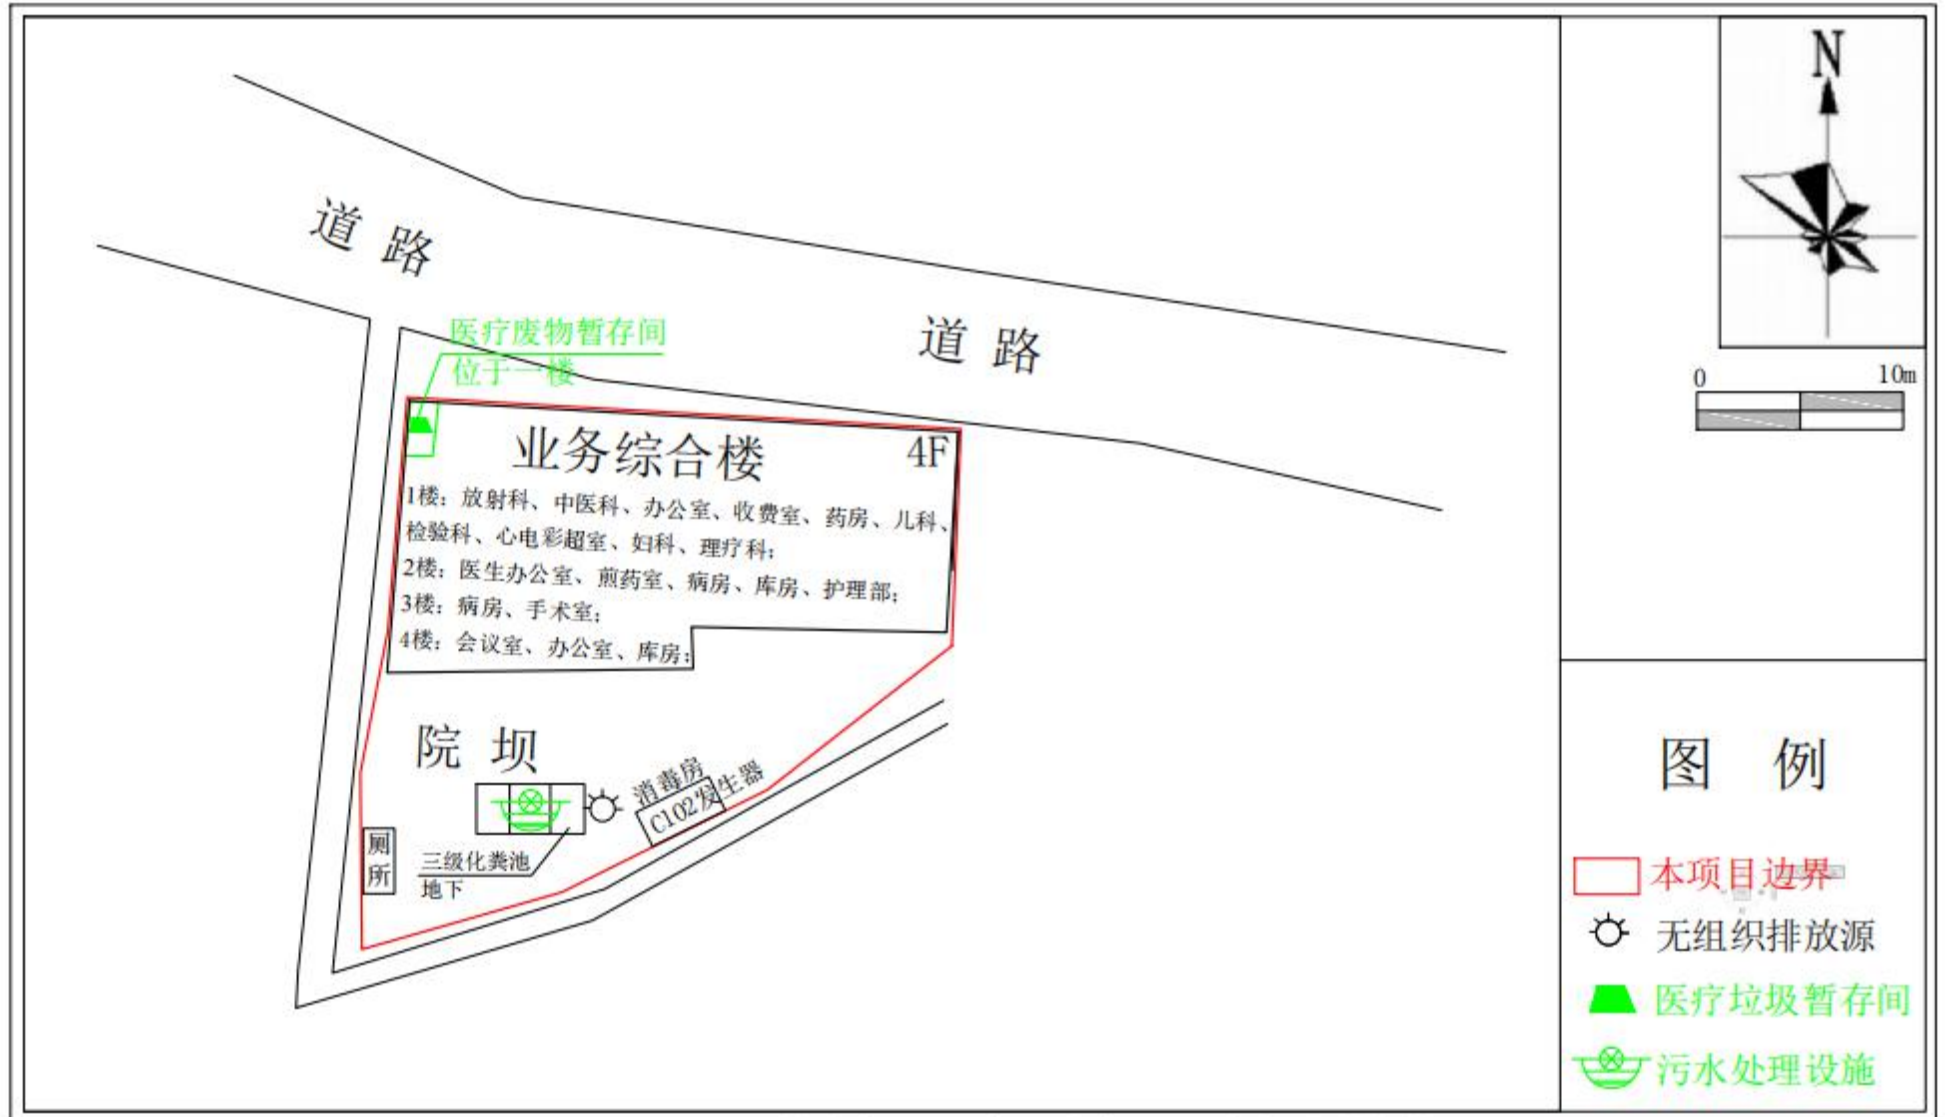 N
0 10m
道路
道路
医疗废物暂存间
位于一楼
业务综合楼 4F
1楼：放射科、中医科、办公室、收费室、药房、儿科、
检验科、心电彩超室、妇科、理疗科；
2楼：医生办公室、煎药室、病房、库房、护理部；
3楼：病房、手术室；
4楼：会议室、办公室、库房；
院坝
消毒房
C102发生器
厕所
三级化粪池
地下
图例
本项目边界
无组织排放源
医疗垃圾暂存间
污水处理设施